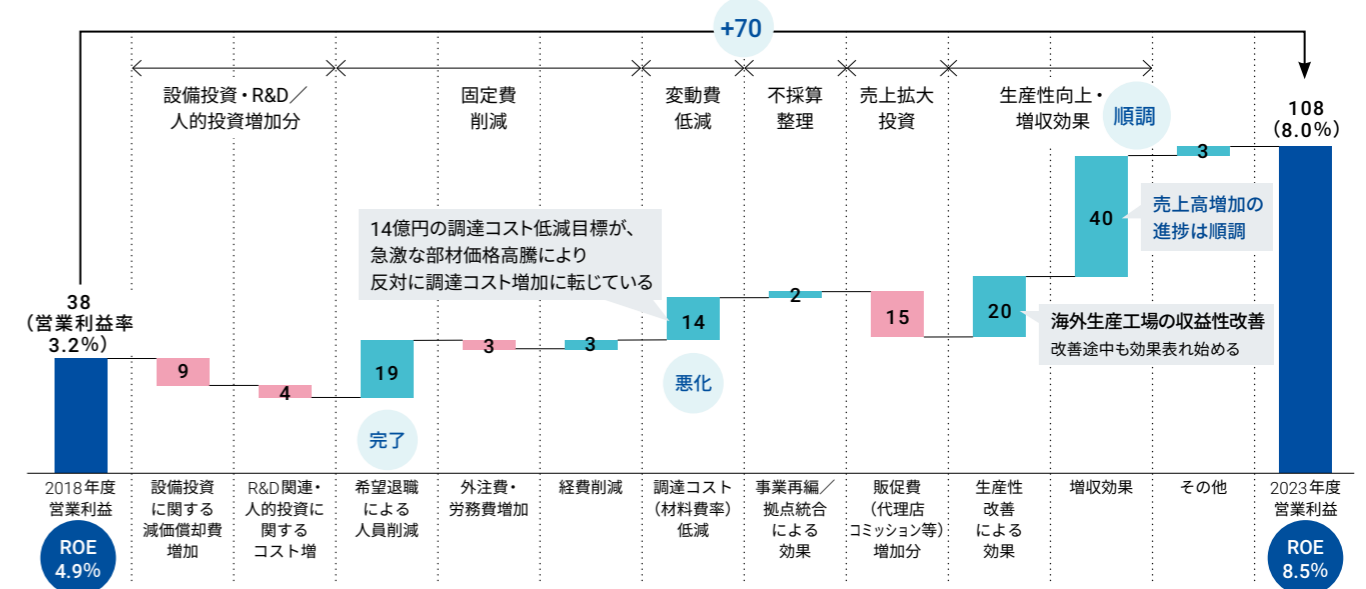 +70
設備投資・R&D／
人的投資増加分
固定費
削減
変動費
低減
不採算
整理
売上拡大
投資
生産性向上・
増収効果
順調
108
(8.0%)
3
40
売上高増加の
進捗は順調
14億円の調達コスト低減目標が、
急激な部材価格高騰により
反対に調達コスト増加に転じている
38
(営業利益率
3.2%)
9
4
19
完了
3
3
14
悪化
2
15
20
海外生産工場の収益性改善
改善途中も効果表れ始める
2018年度
営業利益
ROE
4.9%
設備投資
に関する
減価償却費
増加
R&D関連・
人的投資に
関する
コスト増
希望退職
による
人員削減
外注費・
労務費増加
経費削減
調達コスト
(材料費率)
低減
事業再編／
拠点統合
による
効果
販促費
(代理店
コミッション等)
増加分
生産性
改善
による
効果
増収効果
その他
2023年度
営業利益
ROE
8.5%